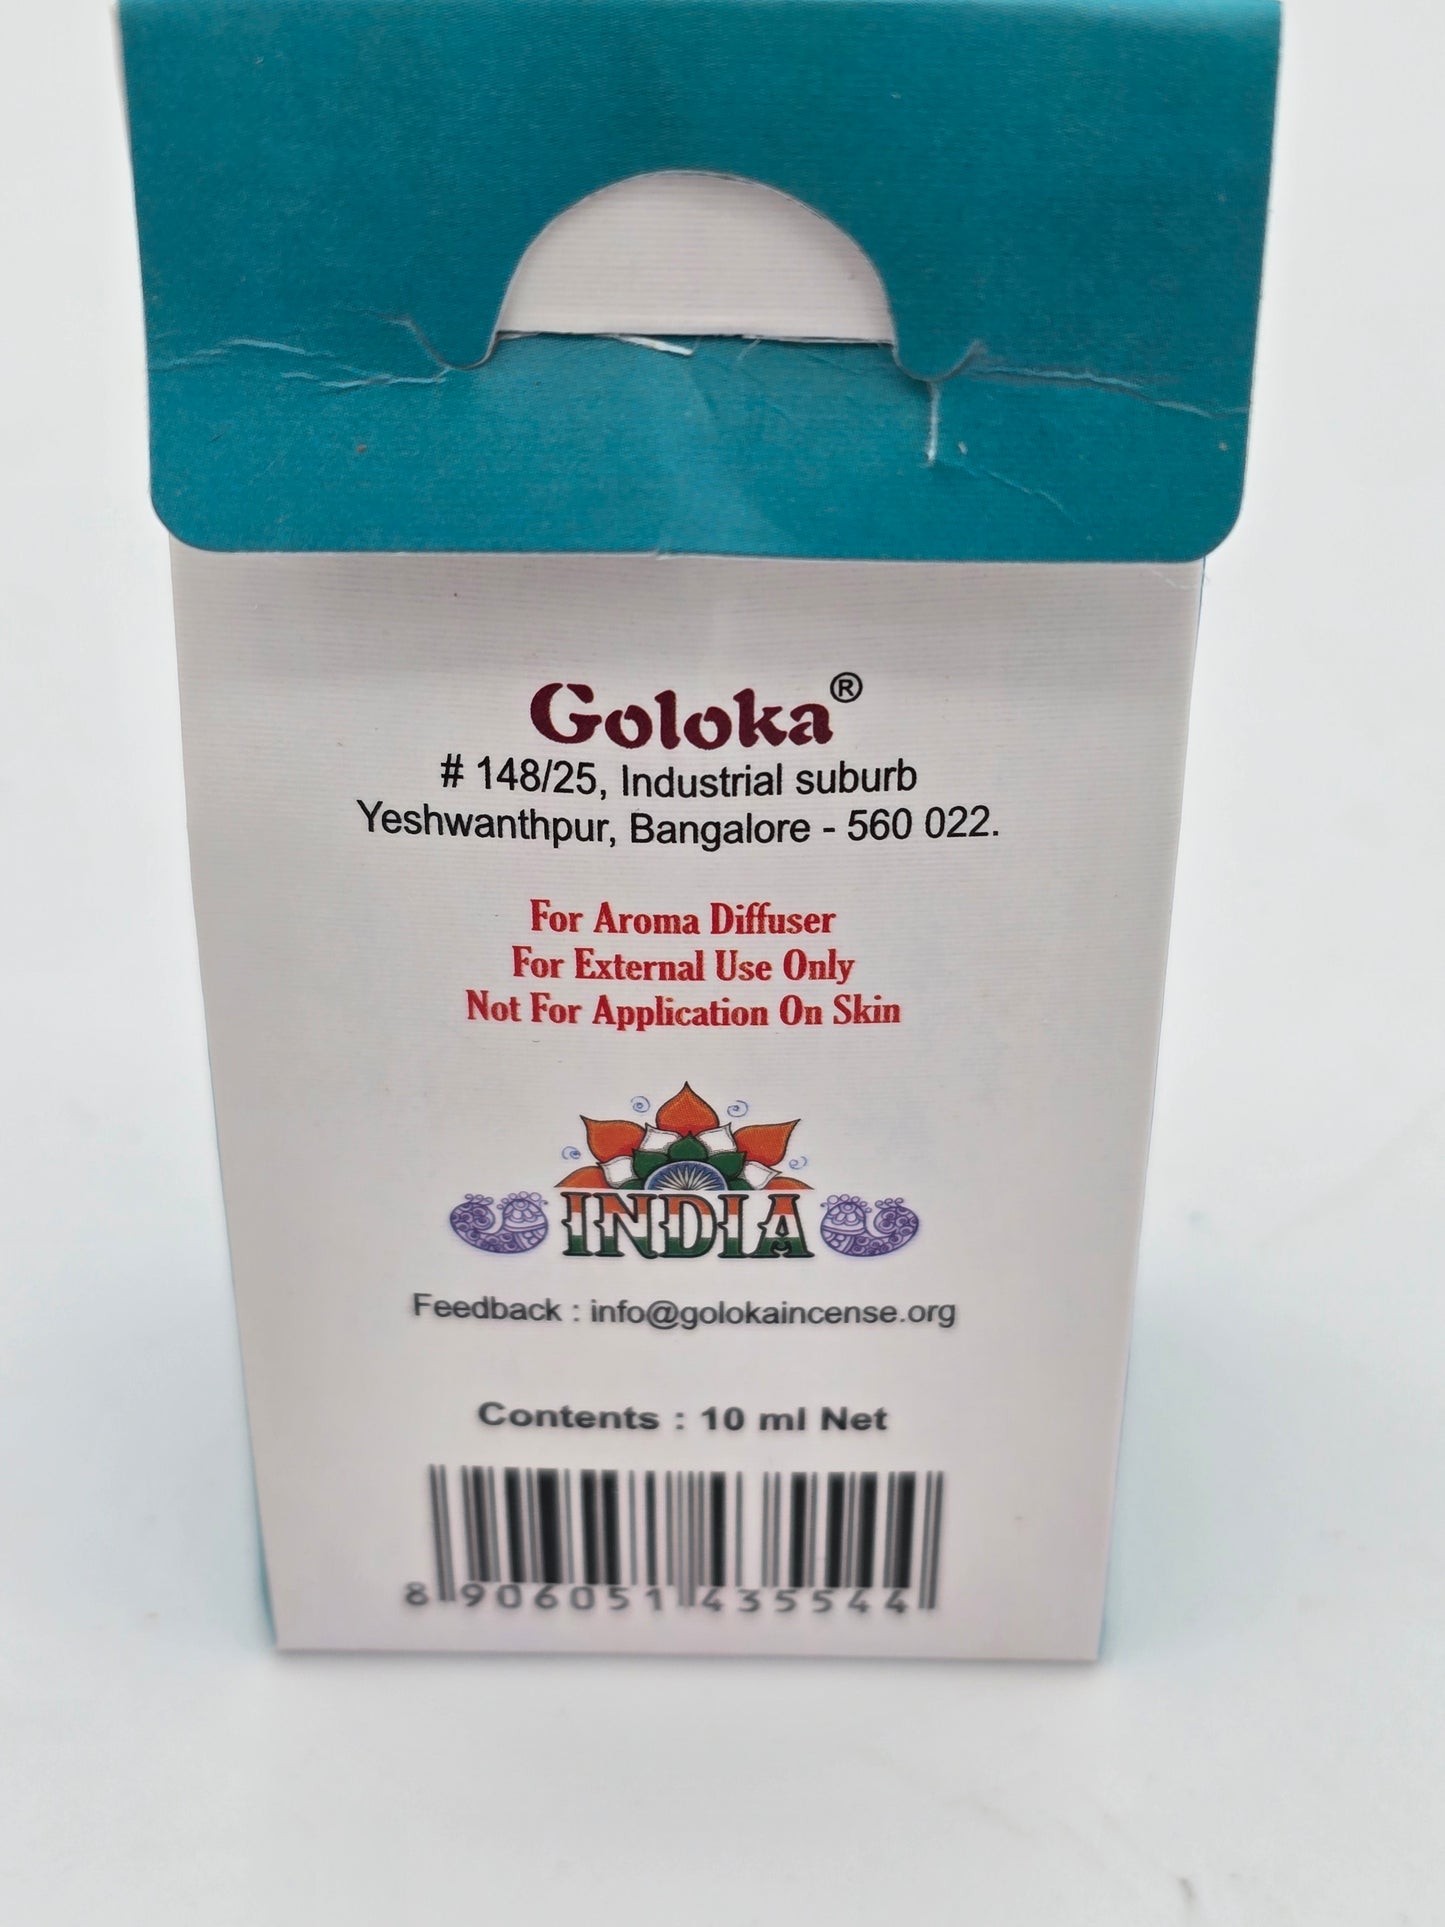 Goloka®
# 148/25, Industrial suburb
Yeshwanthpur, Bangalore - 560 022.
For Aroma Diffuser
For External Use Only
Not For Application On Skin
INDIA
Feedback : info@golokaincense.org
Contents : 10 ml Net
8 906051 435544